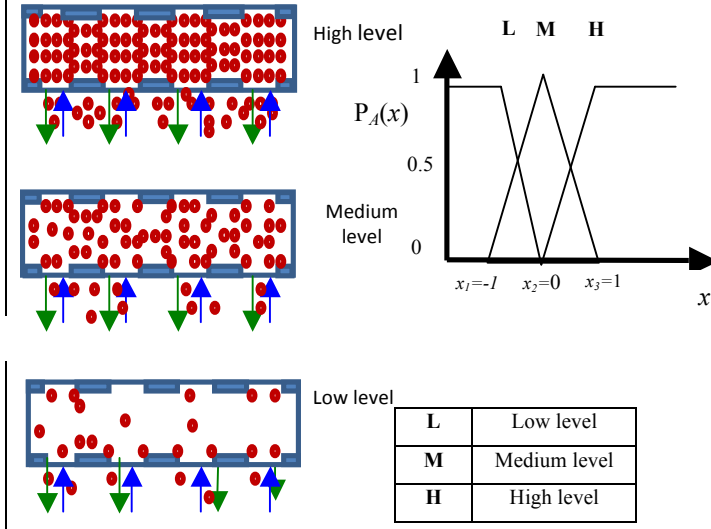 High level
Medium
level
Low level
L M H
1
P_A(x)
0.5
0
x₁=-1 x₂=0 x₃=1
x
L Low level
M Medium level
H High level